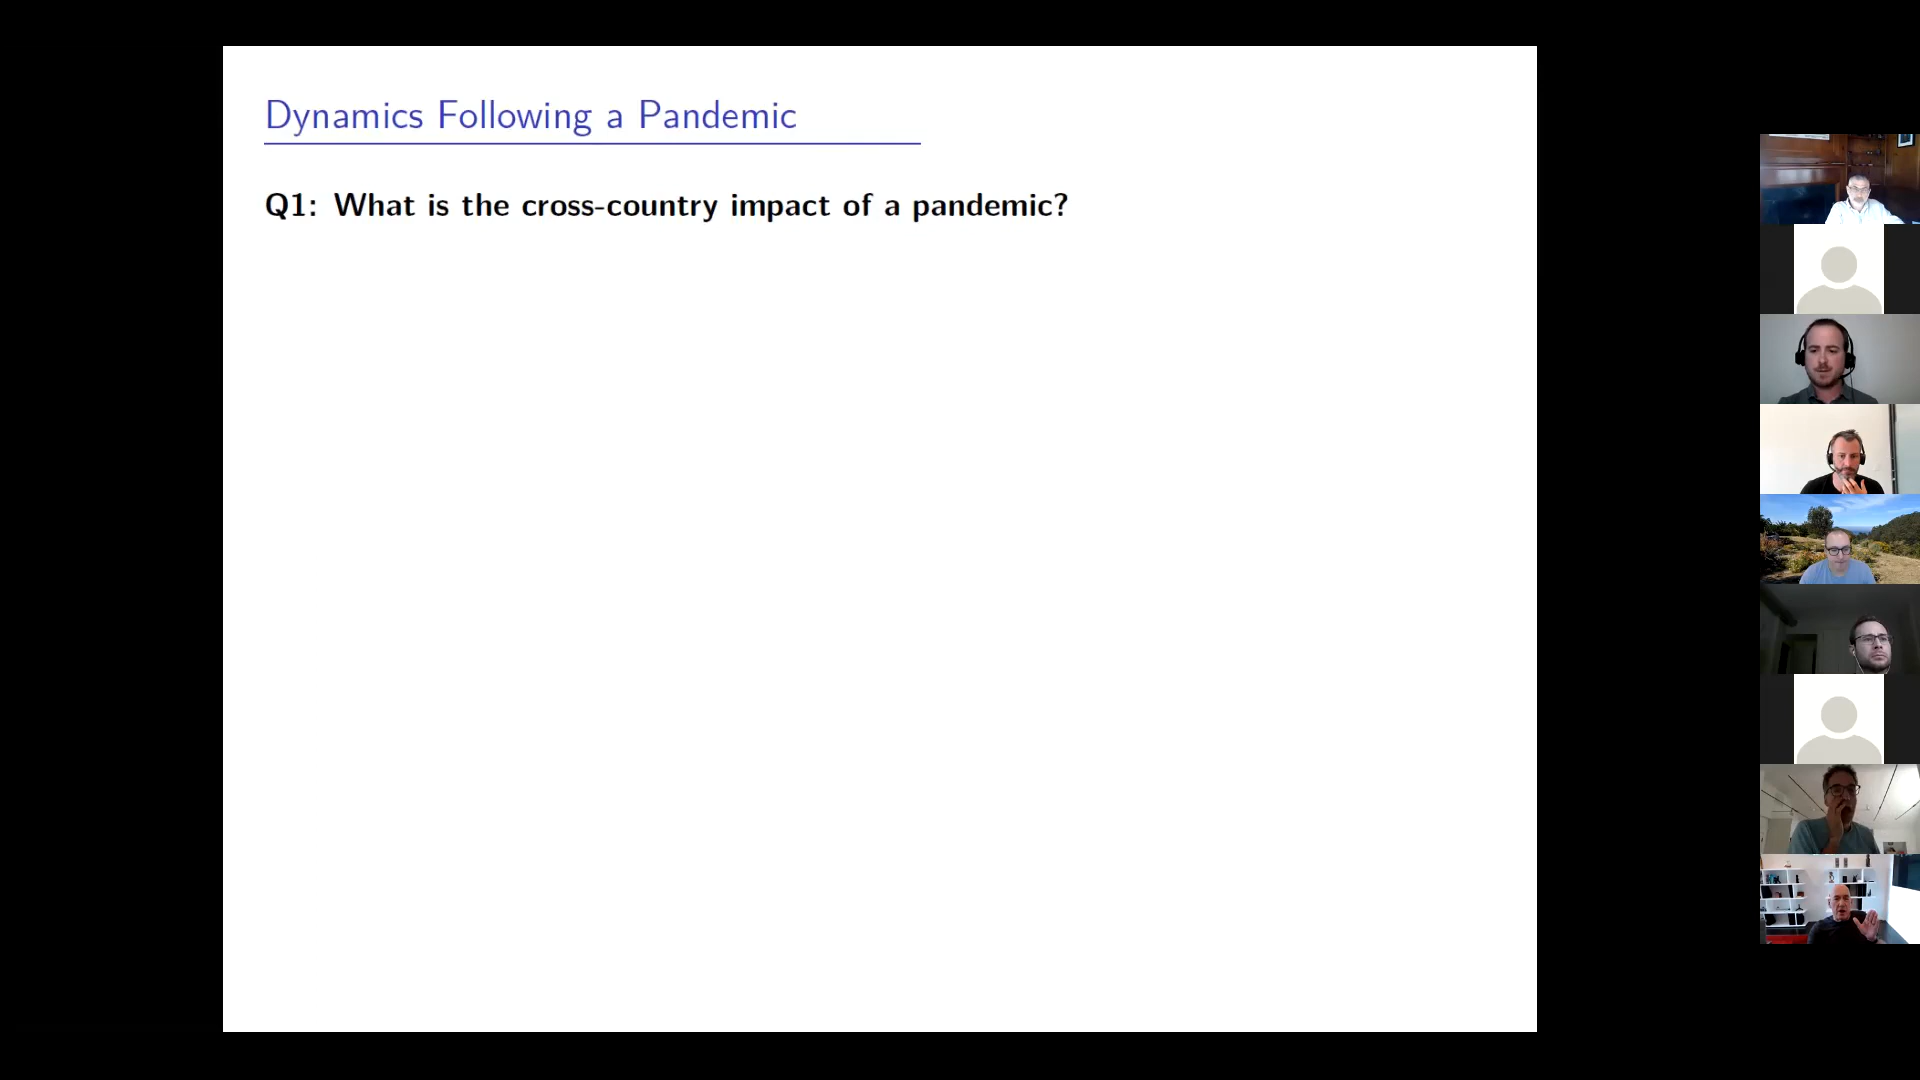 Dynamics Following a Pandemic
Q1: What is the cross-country impact of a pandemic?